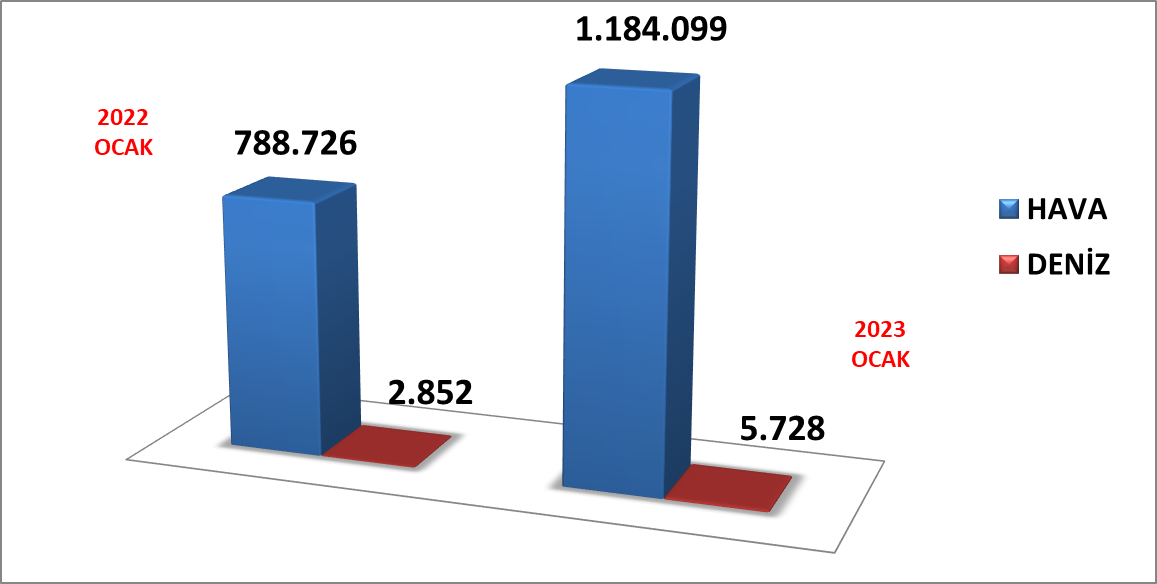 2022
OCAK
788.726
2.852
1.184.099
5.728
2023
OCAK
HAVA
DENİZ